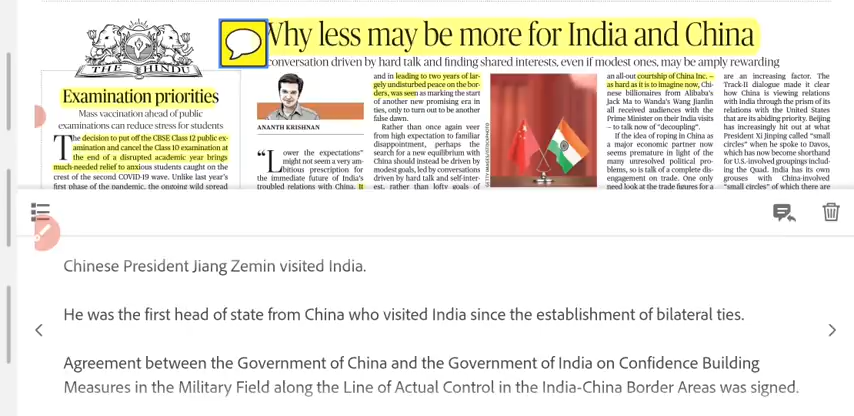 Why less may be more for India and China
conversation driven by hard talk and finding shared interests, even if modest ones, may be amply rewarding
THE HINDU
Examination priorities
Mass vaccination ahead of public
examinations can reduce stress for students
The decision to put off the CBSE Class 12 public ex-
amination and cancel the Class 10 examination at
the end of a disrupted academic year brings
much-needed relief to anxious students caught on the
crest of the second COVID-19 wave. Unlike last year's
first phase of the pandemic, the ongoing wild spread
ANANTH KRISHNAN
"Lower the expectations"
might not seem a very am-
bitious prescription for
the immediate future of India's
troubled relations with China. It
and in leading to two years of lar-
gely undisturbed peace on the bor-
ders, was seen as marking the start
of another new promising era in
ties, only to turn out to be another
false dawn.
Rather than once again veer
from high expectation to familiar
disappointment, perhaps the
search for a new equilibrium with
China should instead be driven by
modest goals, led by conversations
driven by hard talk and self-inter-
est, rather than lofty goals of
GETTY IMAGES/ISTOCKPHOTO
an all-out courtship of China Inc. –
as hard as it is to imagine now, Chi-
nese billionaires from Alibaba's
Jack Ma to Wanda's Wang Jianlin
all received audiences with the
Prime Minister on their India visits
– to talk now of "decoupling".
If the idea of roping in China as
a major economic partner now
seems premature in light of the
many unresolved political pro-
blems, so is talk of a complete dis-
engagement on trade. One only
need look at the trade figures for a
are an increasing factor. The
Track-II dialogue made it clear
how China is viewing relations
with India through the prism of its
relations with the United States
that are its abiding priority. Beijing
has increasingly hit out at what
President Xi Jinping called "small
circles" when he spoke to Davos,
which has now become shorthand
for U.S.-involved groupings includ-
ing the Quad. India has its own
grouses with China-involved
"small circles" of which there are
Chinese President Jiang Zemin visited India.
He was the first head of state from China who visited India since the establishment of bilateral ties.
Agreement between the Government of China and the Government of India on Confidence Building
Measures in the Military Field along the Line of Actual Control in the India-China Border Areas was signed.